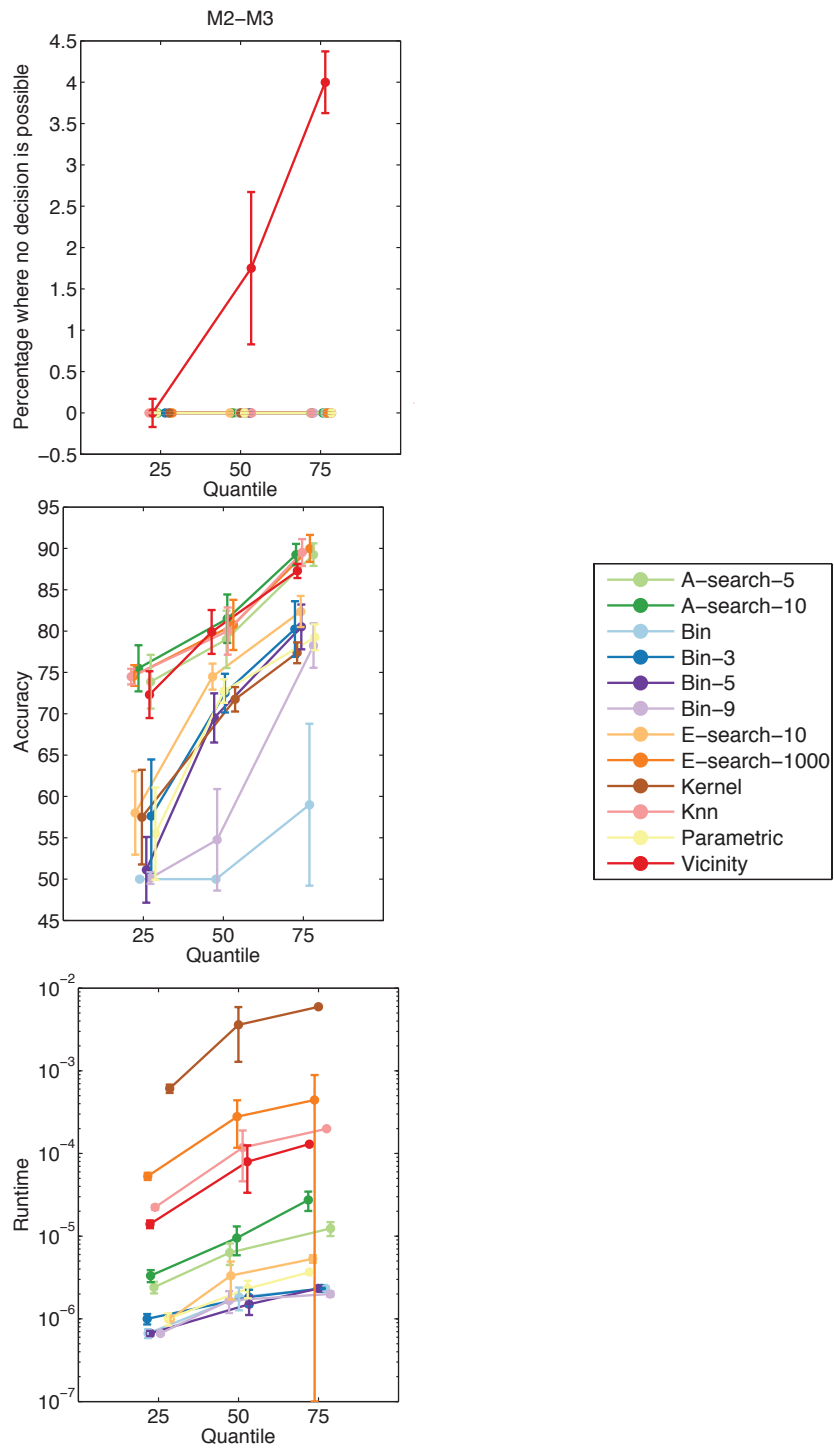 M2−M3
Percentage where no decision is possible
4.5
4
3.5
3
2.5
2
1.5
1
0.5
0
−0.5
25 50 75
Quantile
Accuracy
95
90
85
80
75
70
65
60
55
50
45
25 50 75
Quantile
A−search−5
A−search−10
Bin
Bin−3
Bin−5
Bin−9
E−search−10
E−search−1000
Kernel
Knn
Parametric
Vicinity
Runtime
10−2
10−3
10−4
10−5
10−6
10−7
25 50 75
Quantile